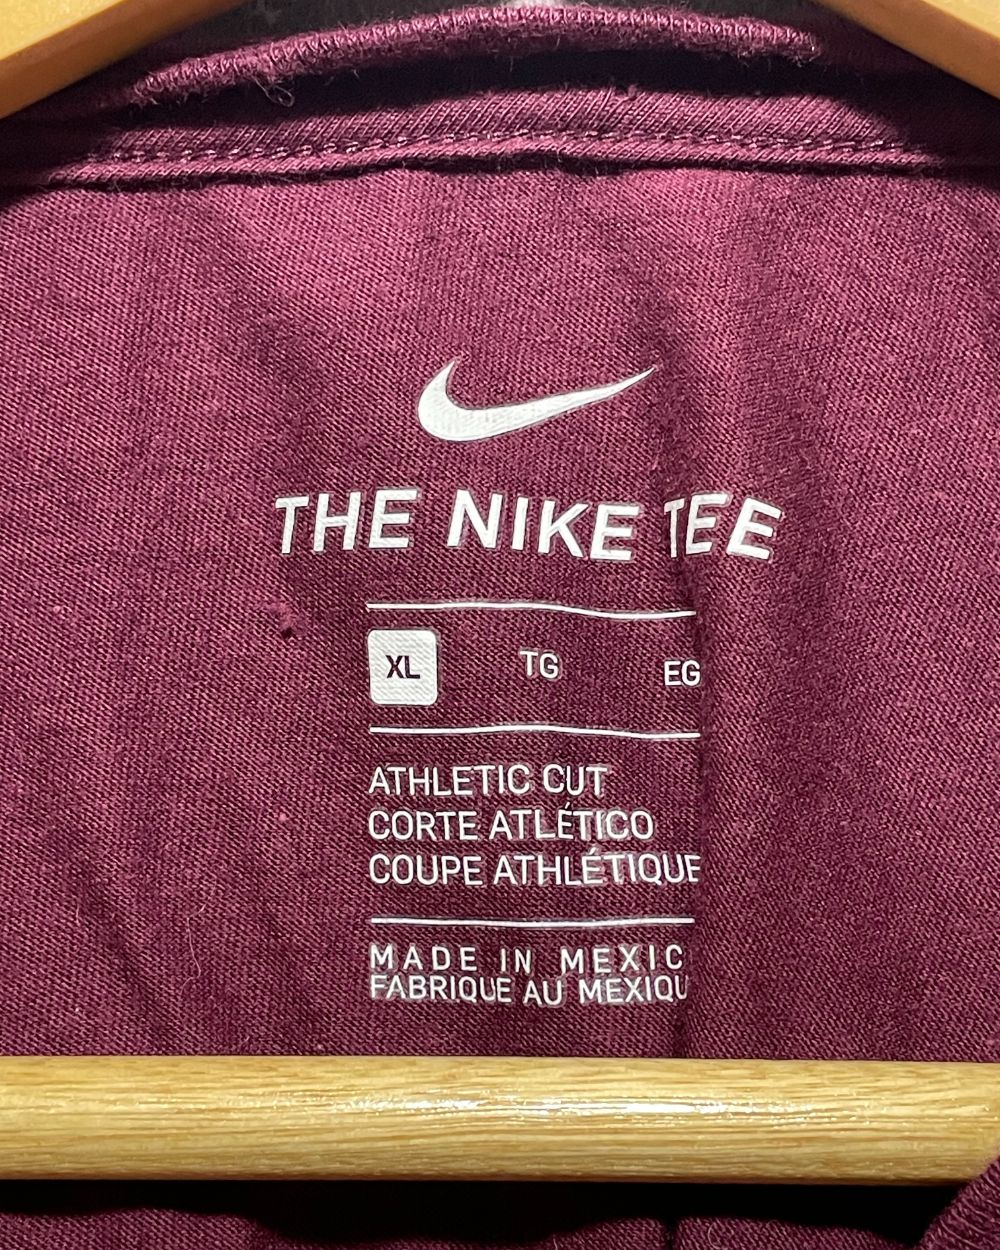 THE NIKE TEE
XL TG EG
ATHLETIC CUT
CORTE ATLÉTICO
COUPE ATHLÉTIQUE
MADE IN MEXIC
FABRIQUE AU MEXIQU